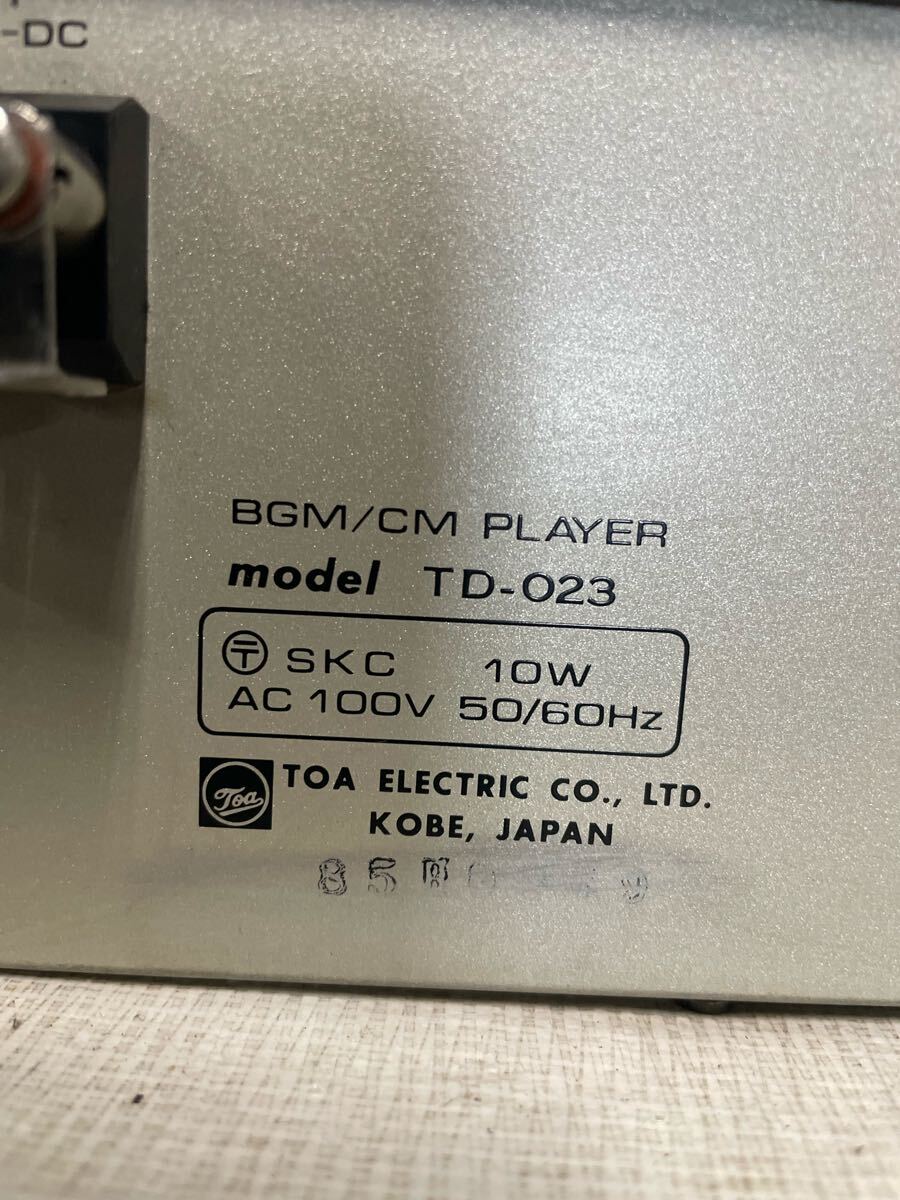 -DC
BGM/CM PLAYER
model TD-023
〒 SKC 10W
AC 100V 50/60Hz
Toa TOA ELECTRIC CO., LTD.
KOBE, JAPAN